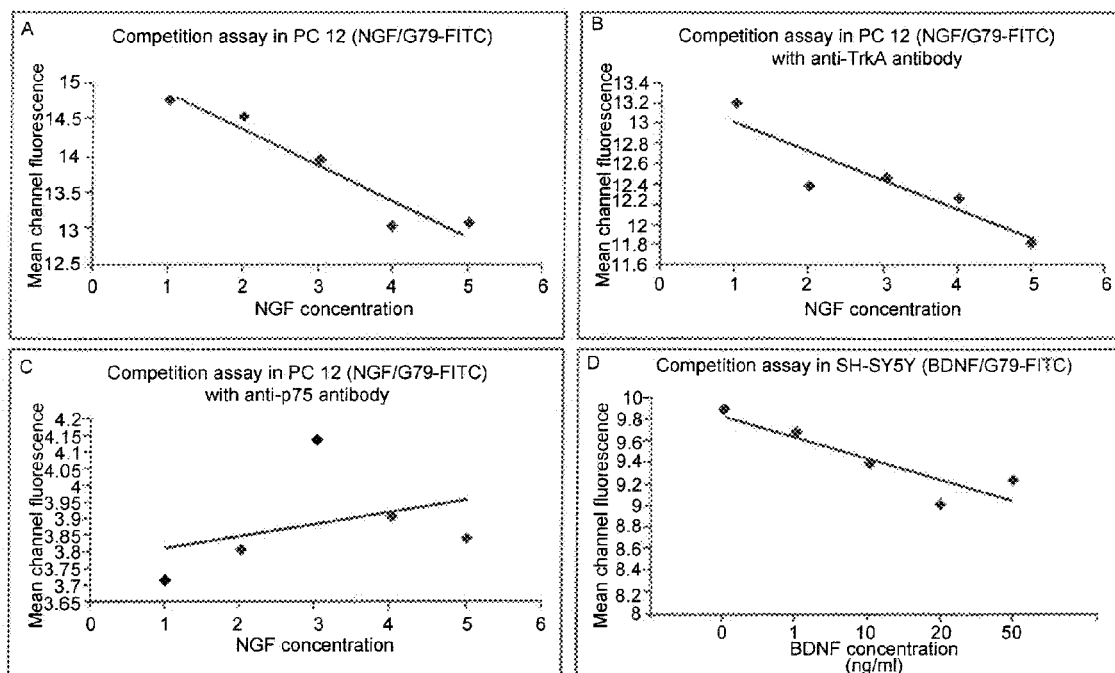 A
Competition assay in PC 12 (NGF/G79-FITC)
Mean channel fluorescence
15
14.5
14
13.5
13
12.5
0 1 2 3 4 5 6
NGF concentration
B
Competition assay in PC 12 (NGF/G79-FITC)
with anti-TrkA antibody
Mean channel fluorescence
13.4
13.2
13
12.8
12.6
12.4
12.2
12
11.8
11.6
0 1 2 3 4 5 6
NGF concentration
C
Competition assay in PC 12 (NGF/G79-FITC)
with anti-p75 antibody
Mean channel fluorescence
4.2
4.15
4.1
4.05
4
3.95
3.9
3.85
3.8
3.75
3.7
3.65
0 1 2 3 4 5 6
NGF concentration
D
Competition assay in SH-SY5Y (BDNF/G79-FITC)
Mean channel fluorescence
10
9.8
9.6
9.4
9.2
9
8.8
8.6
8.4
8.2
8
0 1 10 20 50
BDNF concentration
(ng/ml)